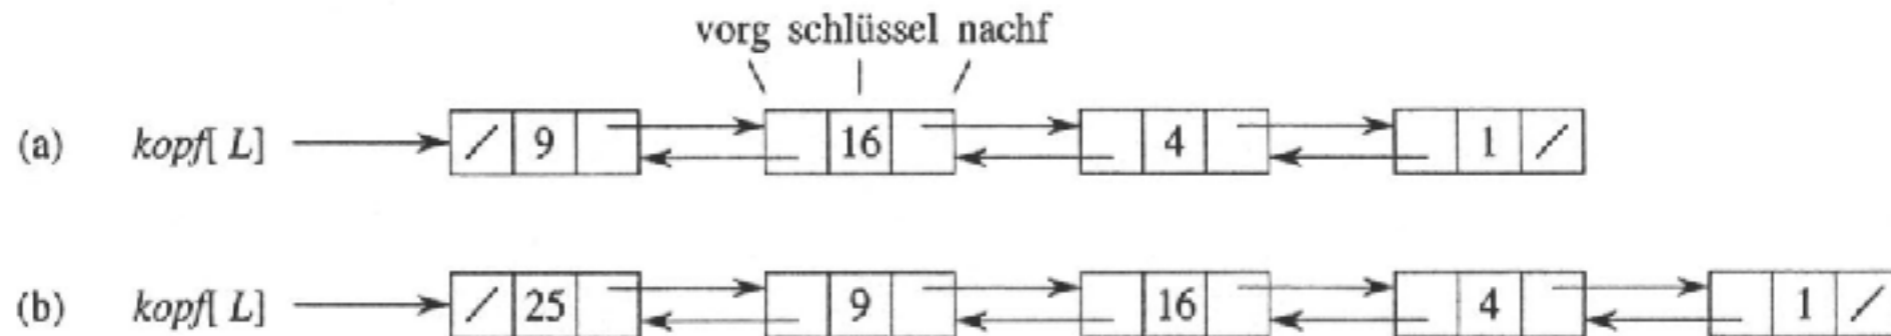 vorg schlüssel nachf
(a) kopf[ L] / 9 16 4 1 /
(b) kopf[ L] / 25 9 16 4 1 /